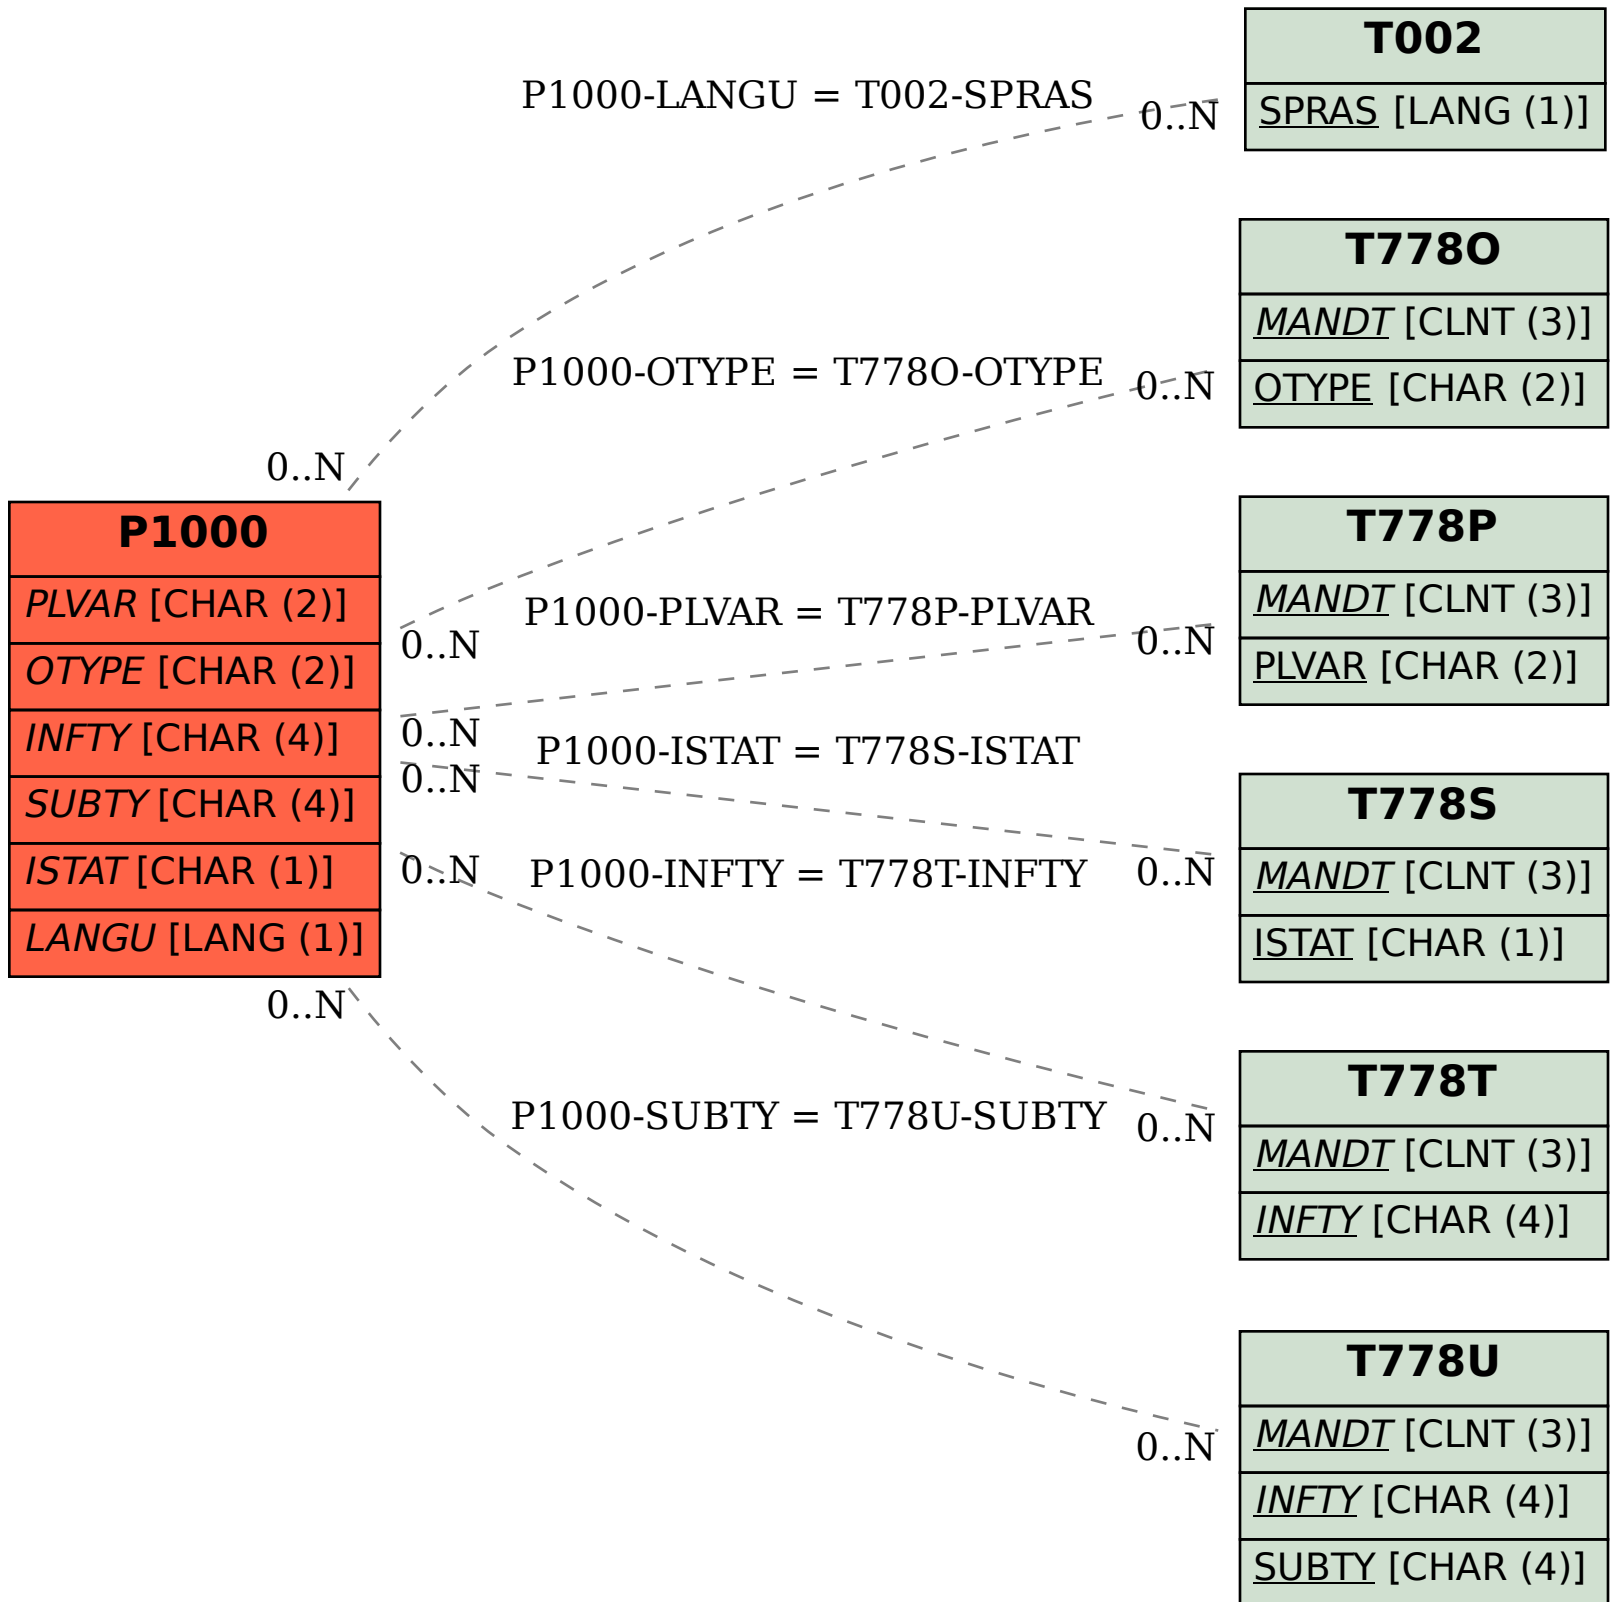 T002
SPRAS [LANG (1)]
P1000-LANGU = T002-SPRAS
0..N
0..N
T778O
MANDT [CLNT (3)]
OTYPE [CHAR (2)]
P1000-OTYPE = T778O-OTYPE
0..N
0..N
P1000
PLVAR [CHAR (2)]
OTYPE [CHAR (2)]
INFTY [CHAR (4)]
SUBTY [CHAR (4)]
ISTAT [CHAR (1)]
LANGU [LANG (1)]
T778P
MANDT [CLNT (3)]
PLVAR [CHAR (2)]
P1000-PLVAR = T778P-PLVAR
0..N
0..N
P1000-ISTAT = T778S-ISTAT
0..N
0..N
T778S
MANDT [CLNT (3)]
ISTAT [CHAR (1)]
P1000-INFTY = T778T-INFTY
0..N
0..N
T778T
MANDT [CLNT (3)]
INFTY [CHAR (4)]
P1000-SUBTY = T778U-SUBTY
0..N
0..N
T778U
MANDT [CLNT (3)]
INFTY [CHAR (4)]
SUBTY [CHAR (4)]